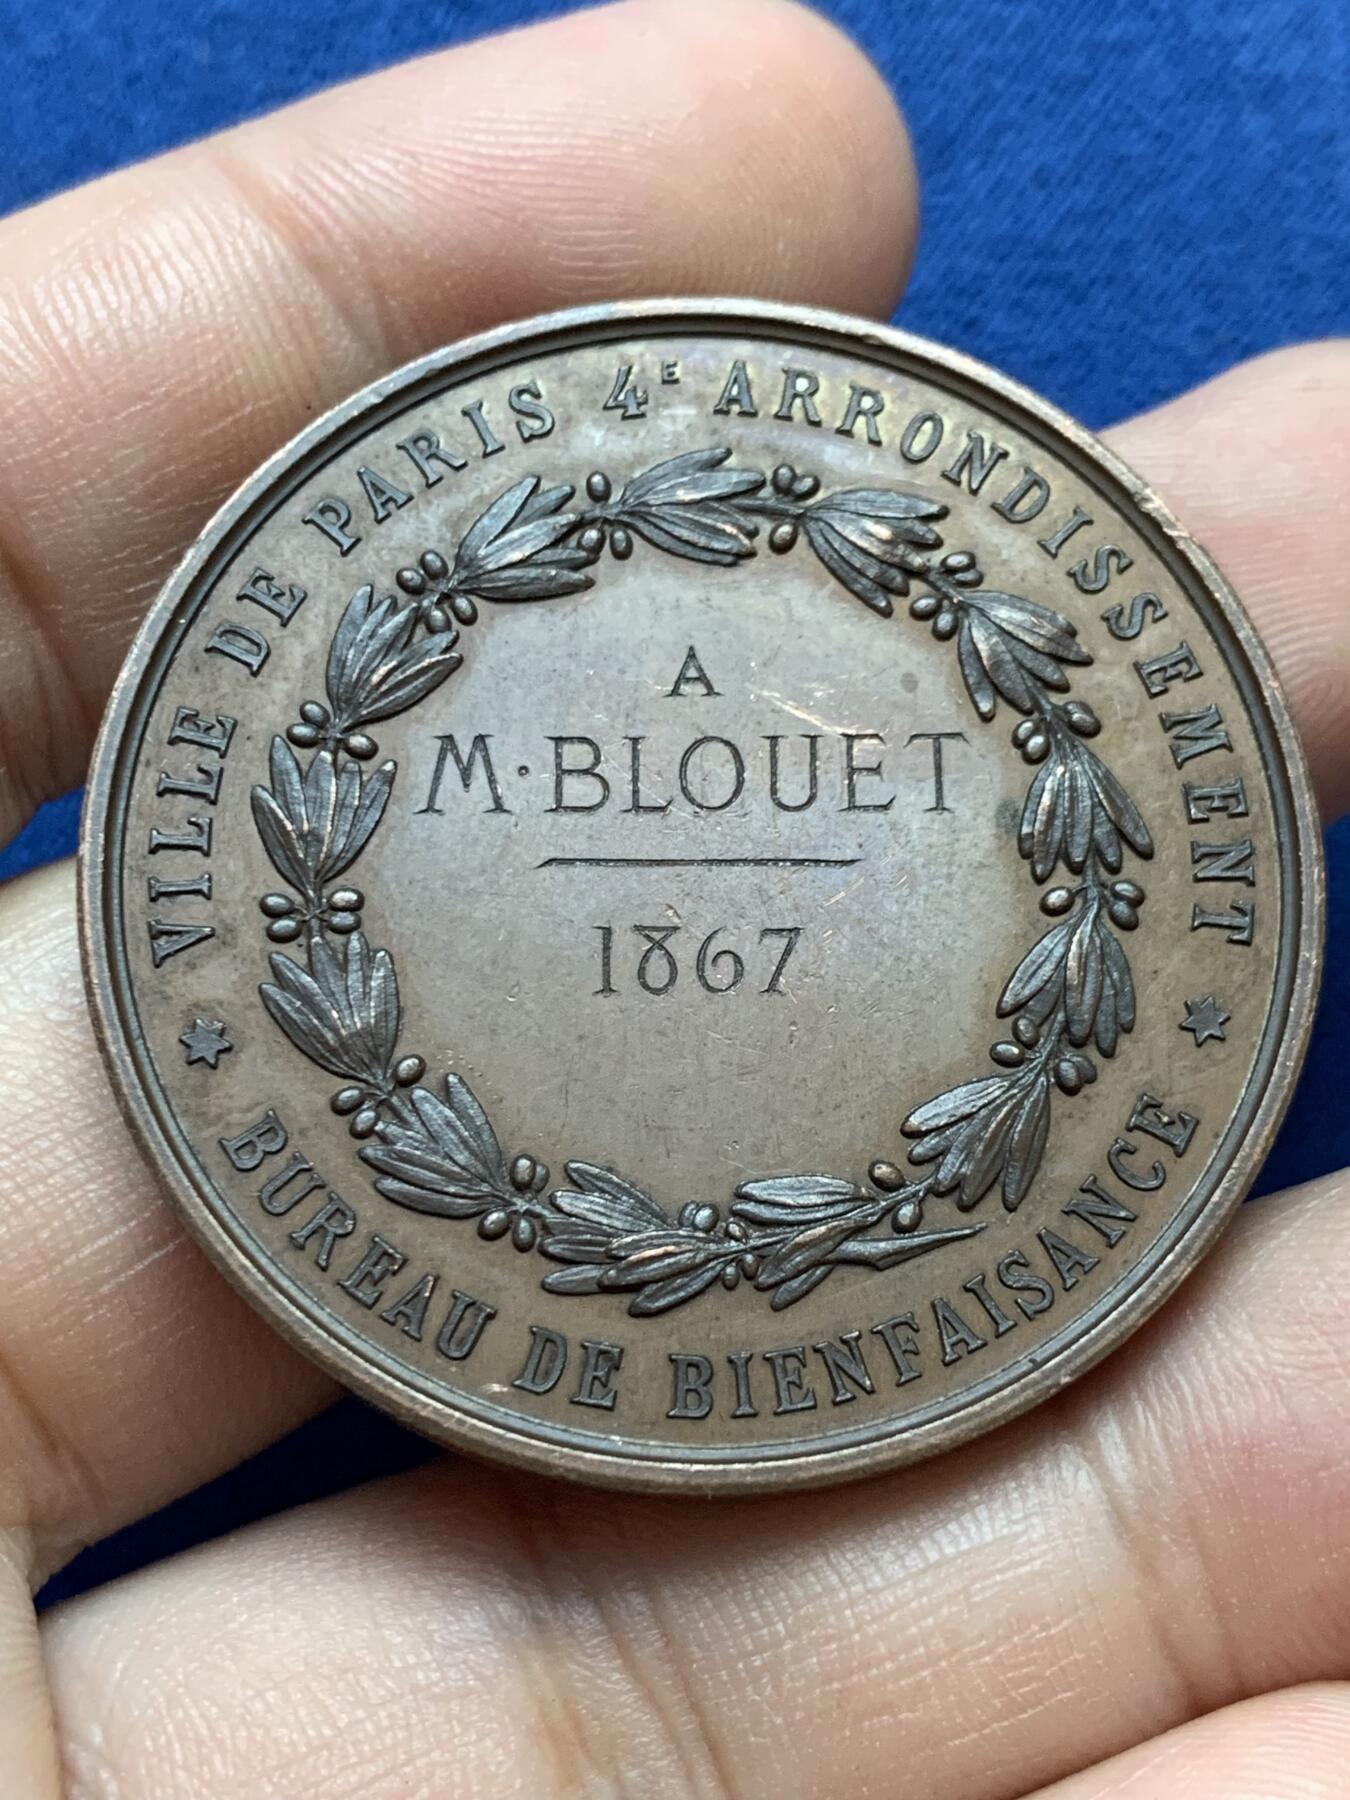 VILLE DE PARIS 4E ARRONDISSEMENT
A
M·BLOUET
1867
BUREAU DE BIENFAISANCE